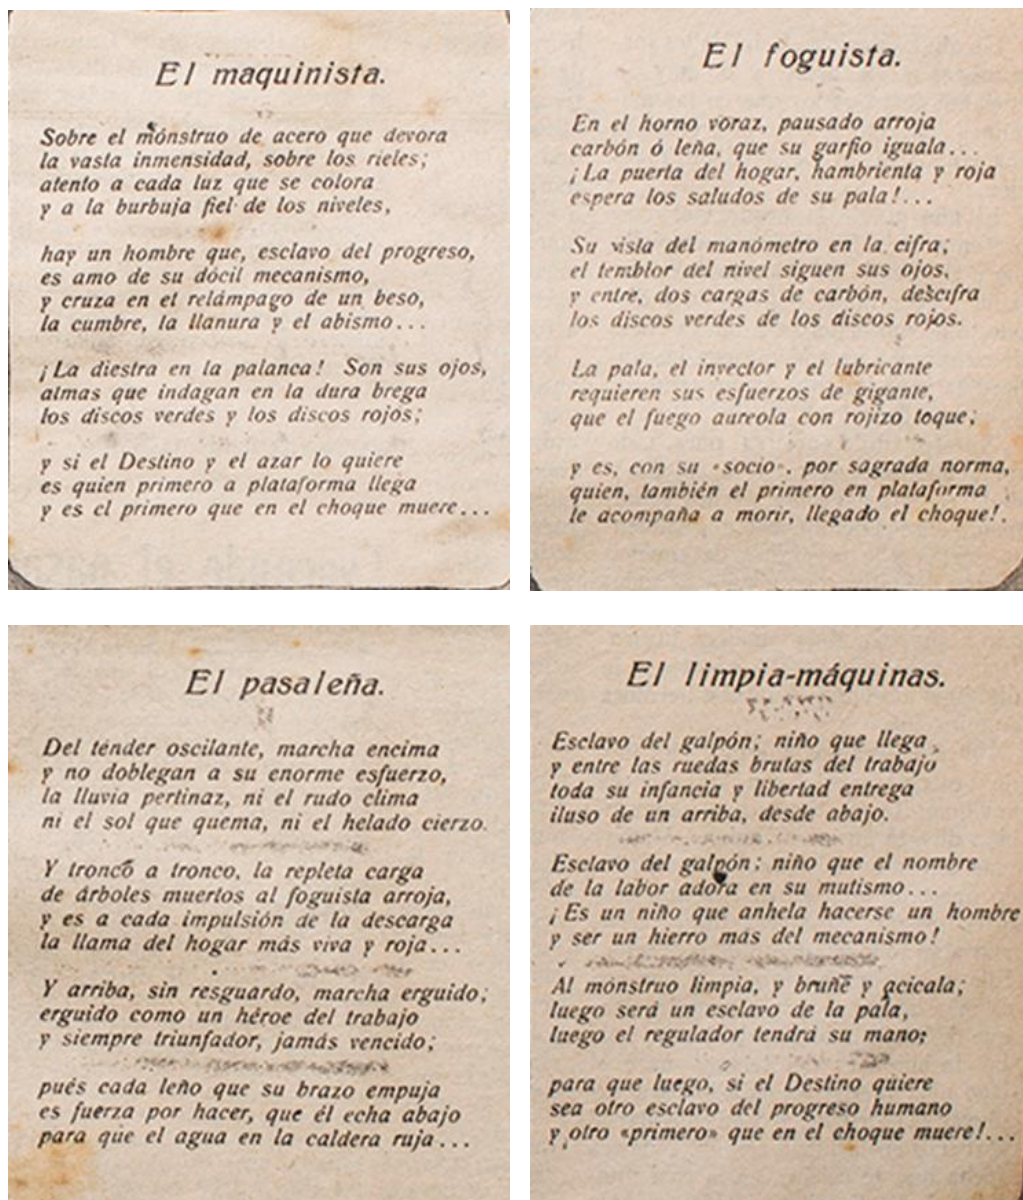 El maquinista.
Sobre el mónstruo de acero que devora
la vasta inmensidad, sobre los rieles;
atento a cada luz que se colora
y a la burbuja fiel de los niveles,
hay un hombre que, esclavo del progreso,
es amo de su dócil mecanismo,
y cruza en el relámpago de un beso,
la cumbre, la llanura y el abismo...
¡La diestra en la palanca! Son sus ojos,
almas que indagan en la dura brega
los discos verdes y los discos rojos;
y si el Destino y el azar lo quiere
es quien primero a plataforma llega
y es el primero que en el choque muere...
El foguista.
En el horno voraz, pausado arroja
carbón ó leña, que su garfio iguala...
¡La puerta del hogar, hambrienta y roja
espera los saludos de su pala!...
Su vista del manómetro en la cifra;
el temblor del nivel siguen sus ojos,
y entre, dos cargas de carbón, descifra
los discos verdes de los discos rojos.
La pala, el inyector y el lubricante
requieren sus esfuerzos de gigante,
que el fuego aureola con rojizo toque;
y es, con su «socio», por sagrada norma,
quien, también el primero en plataforma
le acompaña a morir, llegado el choque!.
El pasaleña.
Del ténder oscilante, marcha encima
y no doblegan a su enorme esfuerzo,
la lluvia pertinaz, ni el rudo clima
ni el sol que quema, ni el helado cierzo.
Y tronco a tronco, la repleta carga
de árboles muertos al foguista arroja,
y es a cada impulsión de la descarga
la llama del hogar más viva y roja...
Y arriba, sin resguardo, marcha erguido;
erguido como un héroe del trabajo
y siempre triunfador, jamás vencido;
pués cada leño que su brazo empuja
es fuerza por hacer, que él echa abajo
para que el agua en la caldera ruja...
El limpia-máquinas.
Esclavo del galpón; niño que llega
y entre las ruedas brutas del trabajo
toda su infancia y libertad entrega
iluso de un arriba, desde abajo.
Esclavo del galpón; niño que el nombre
de la labor adora en su mutismo...
¡Es un niño que anhela hacerse un hombre
y ser un hierro más del mecanismo!
Al mónstruo limpia, y bruñe y acicala;
luego será un esclavo de la pala,
luego el regulador tendrá su mano;
para que luego, si el Destino quiere
sea otro esclavo del progreso humano
y otro «primero» que en el choque muere!...